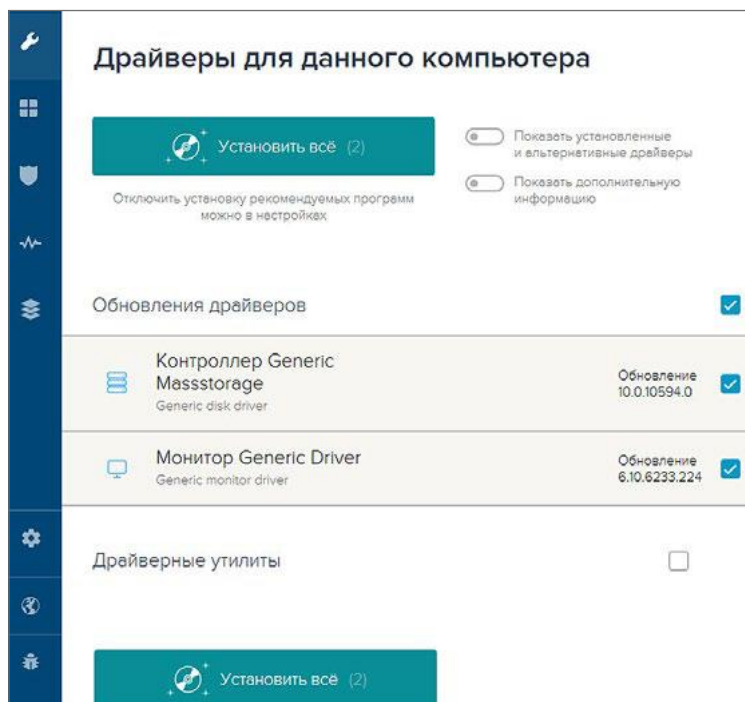 Драйверы для данного компьютера
Установить всё (2)
Отключить установку рекомендуемых программ
можно в настройках
Показать установленные
и альтернативные драйверы
Показать дополнительную
информацию
Обновления драйверов
Контроллер Generic
Massstorage
Generic disk driver
Обновление
10.0.10594.0
Монитор Generic Driver
Generic monitor driver
Обновление
6.10.6233.224
Драйверные утилиты
Установить всё (2)